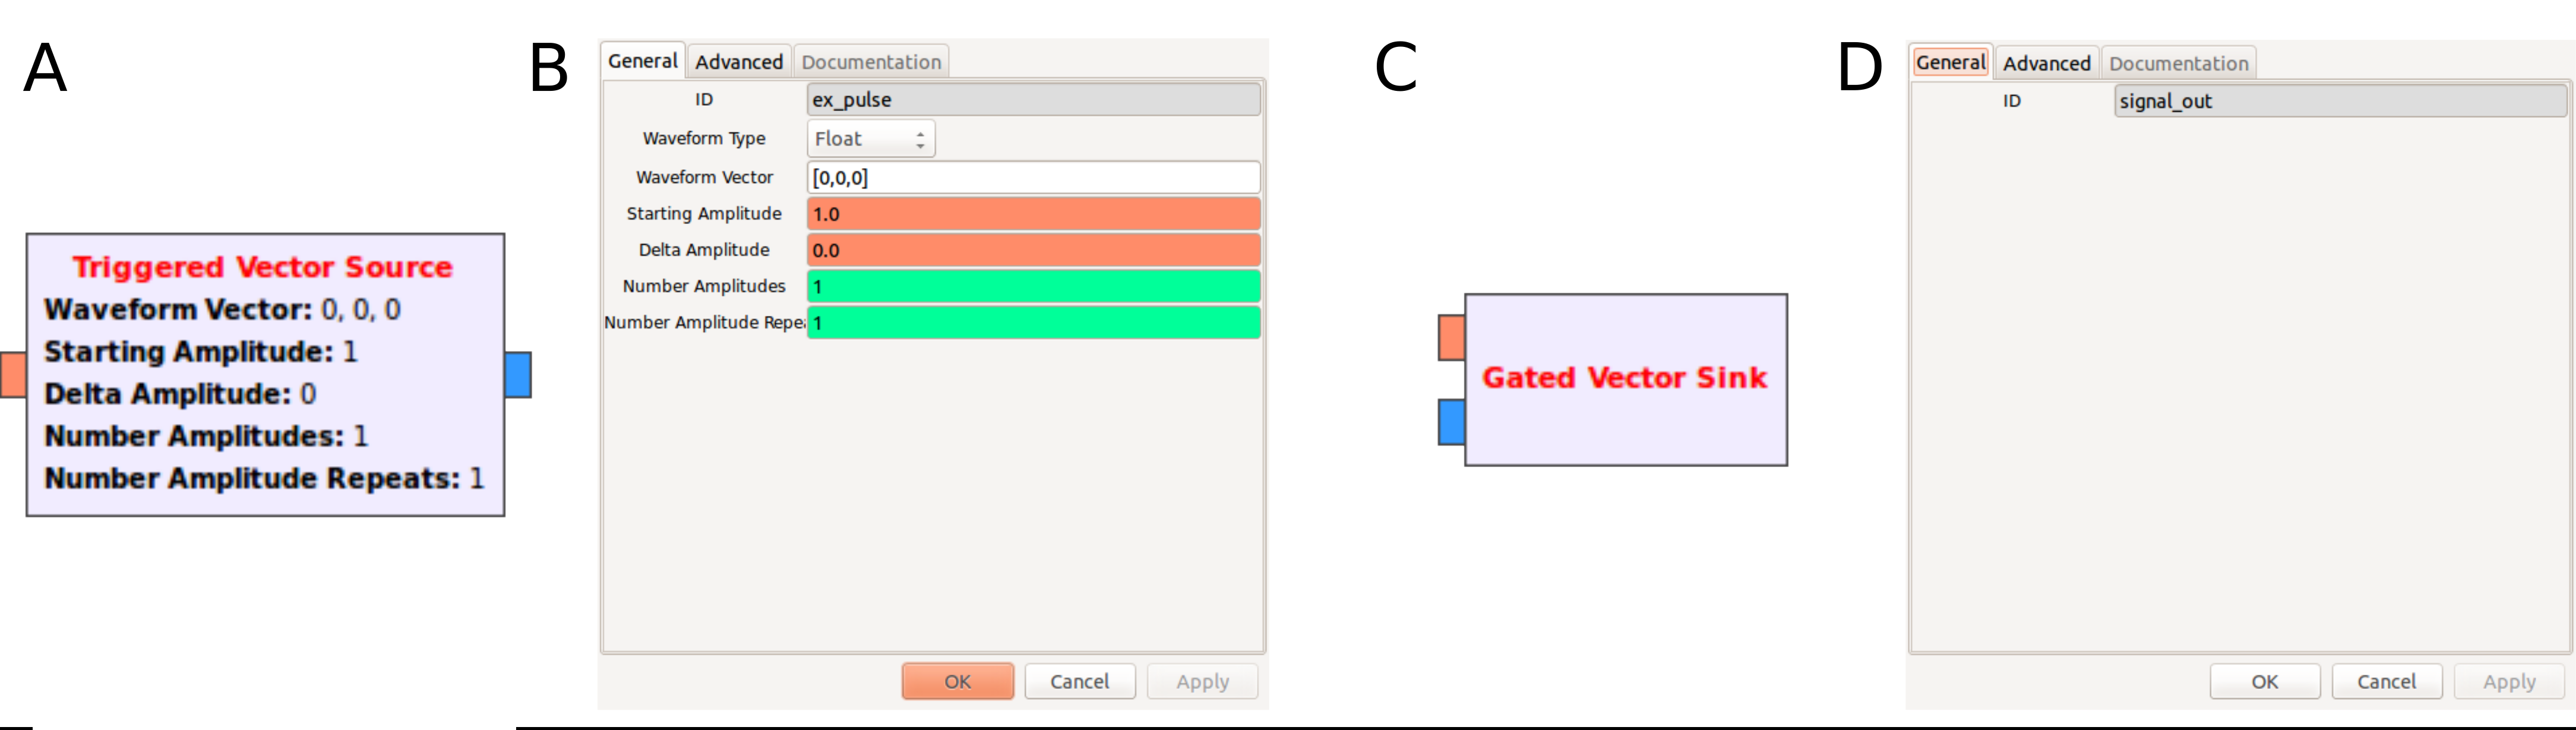 A
Triggered Vector Source
Waveform Vector: 0, 0, 0
Starting Amplitude: 1
Delta Amplitude: 0
Number Amplitudes: 1
Number Amplitude Repeats: 1
B
General Advanced Documentation
ID ex_pulse
Waveform Type Float
Waveform Vector [0,0,0]
Starting Amplitude 1.0
Delta Amplitude 0.0
Number Amplitudes 1
Number Amplitude Repea 1
OK Cancel Apply
C
Gated Vector Sink
D
General Advanced Documentation
ID signal_out
OK Cancel Apply